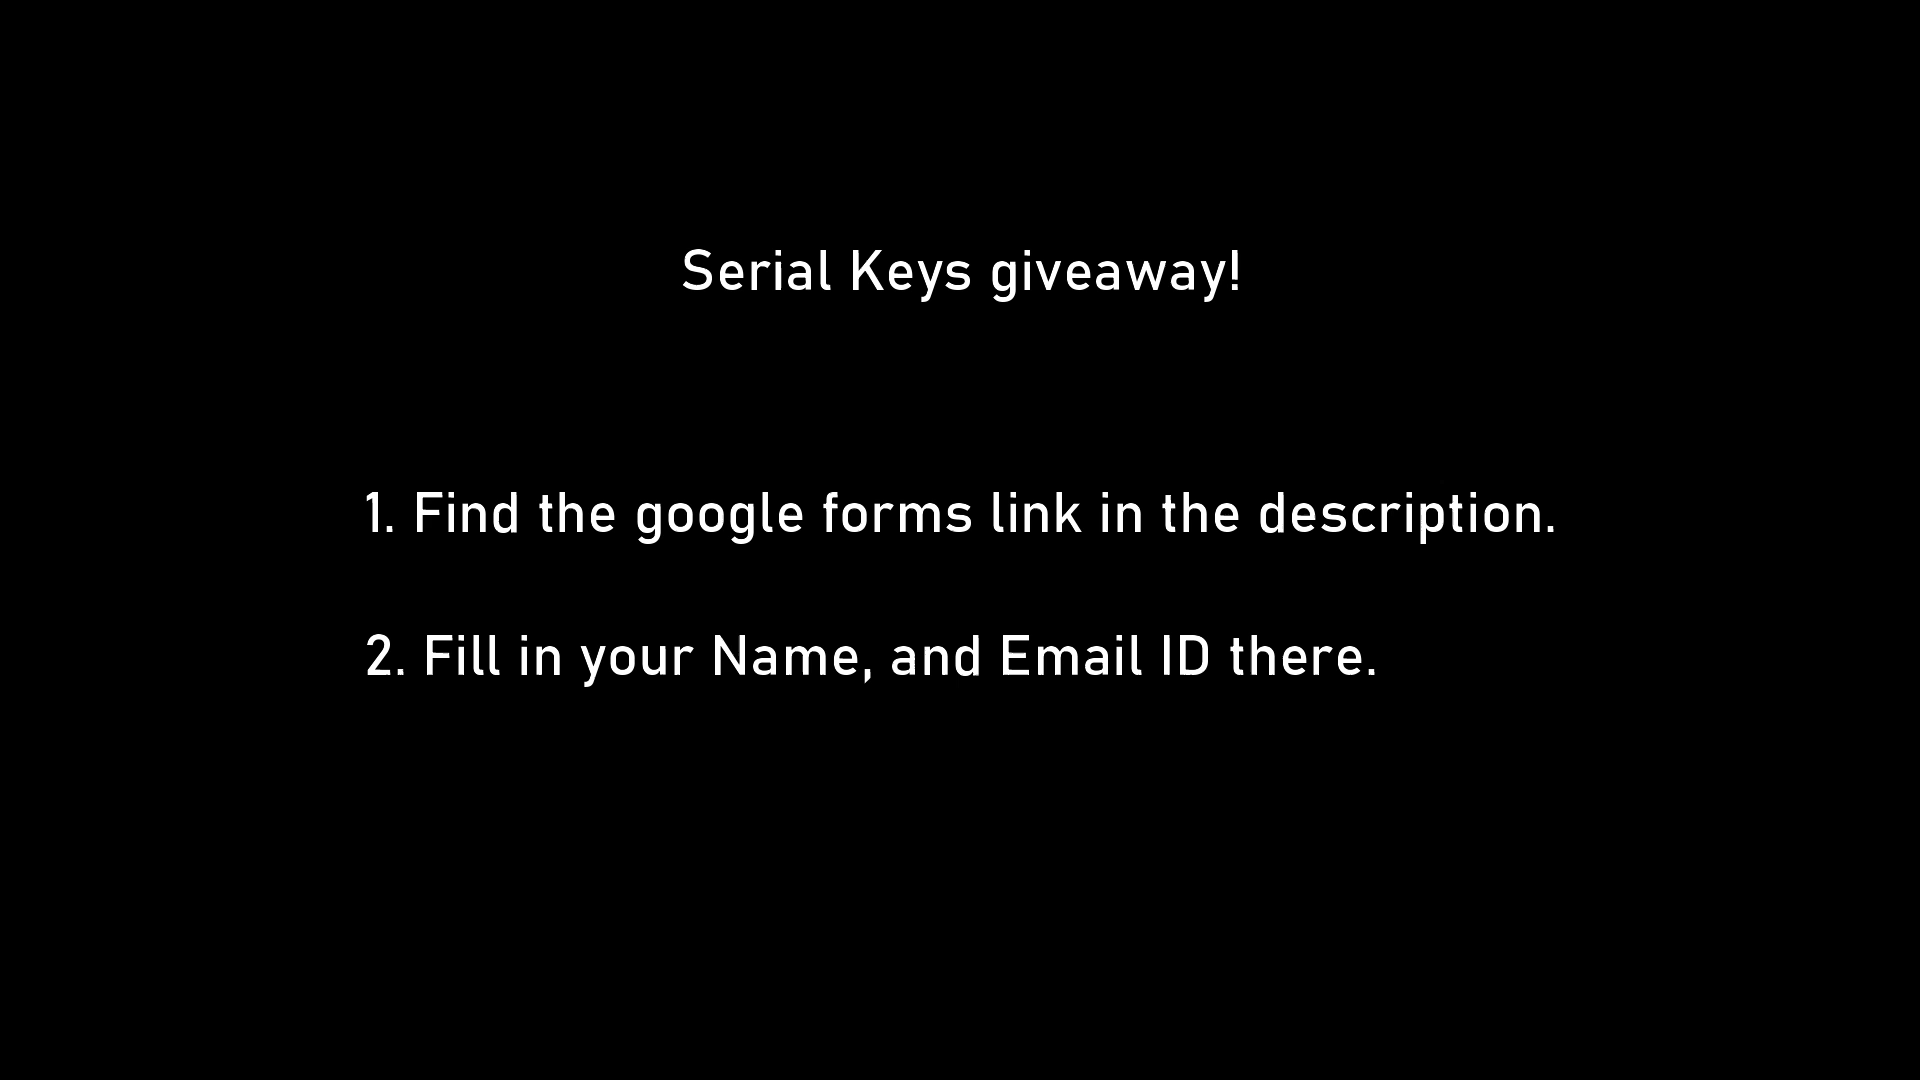 Serial Keys giveaway!
1. Find the google forms link in the description.
2. Fill in your Name, and Email ID there.